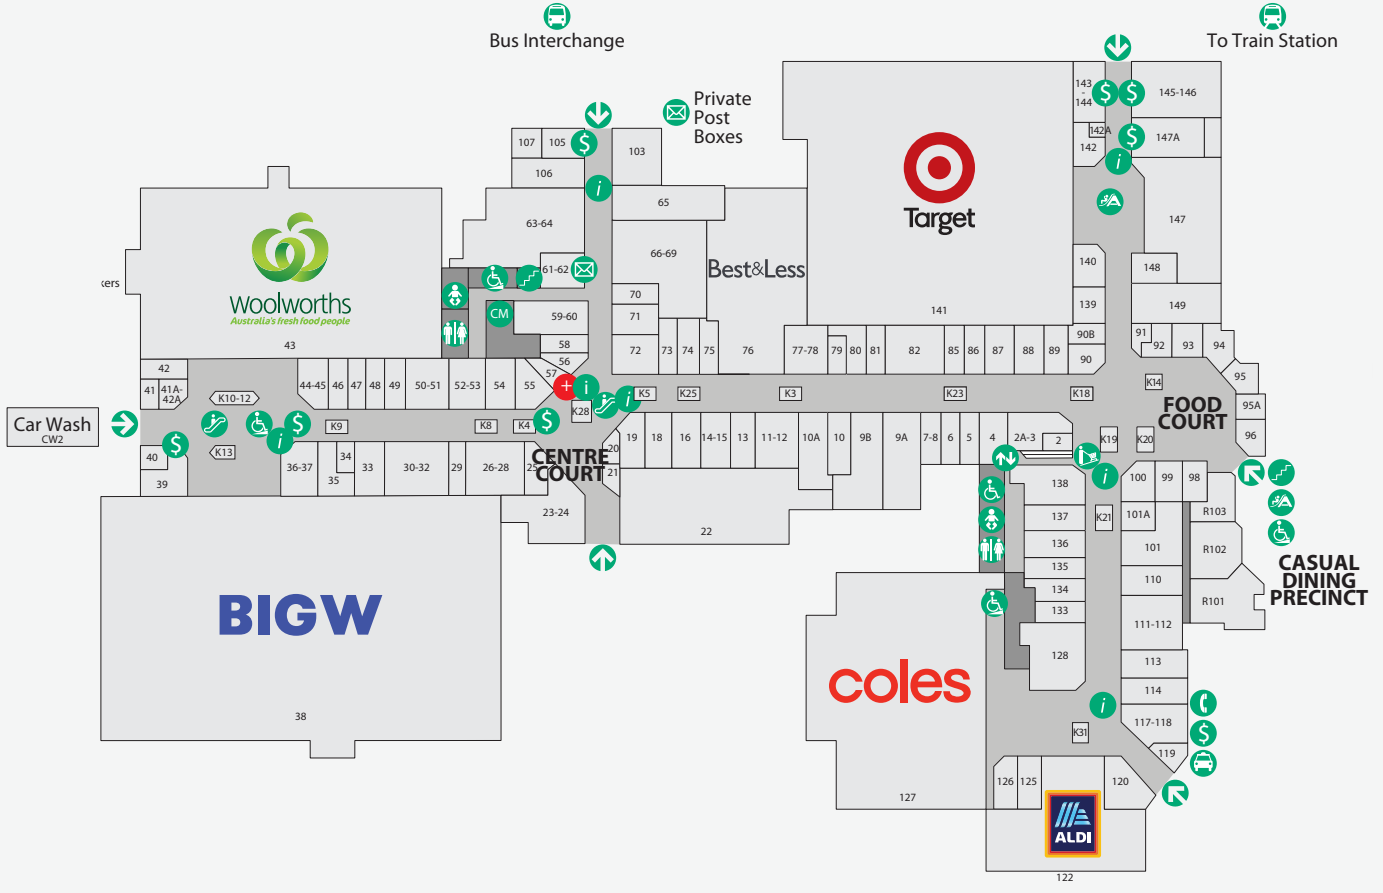 Bus Interchange
To Train Station
Private
Post
Boxes
143
-
144
$
$
145-146
107
105
$
103
142A
$
147A
142
i
106
i
65
63-64
147
Target
Woolworths
Australia's fresh food people
43
kers
61-62
66-69
Best&Less
140
148
CM
59-60
70
71
141
139
149
58
72
73
74
75
76
77-78
79
80
81
82
85
86
87
88
89
90B
90
91
92
93
94
56
57
95
42
41
41A-
42A
44-45
46
47
48
49
50-51
52-53
54
55
+
i
i
K10-12
K28
K5
K25
K3
K23
K18
K14
FOOD
COURT
95A
96
Car Wash
CW2
$
i
$
K9
K8
K4
$
K13
CENTRE
COURT
20
21
19
18
16
14-15
13
11-12
10A
10
9B
9A
7-8
6
5
4
2A-3
2
K19
K20
40
39
36-37
34
35
33
30-32
29
26-28
25
23-24
22
138
i
100
99
98
137
K21
101A
R103
136
101
R102
135
134
110
133
R101
111-112
128
113
114
CASUAL
DINING
PRECINCT
BIGW
38
coles
127
i
K31
117-118
119
$
126
125
120
ALDI
122